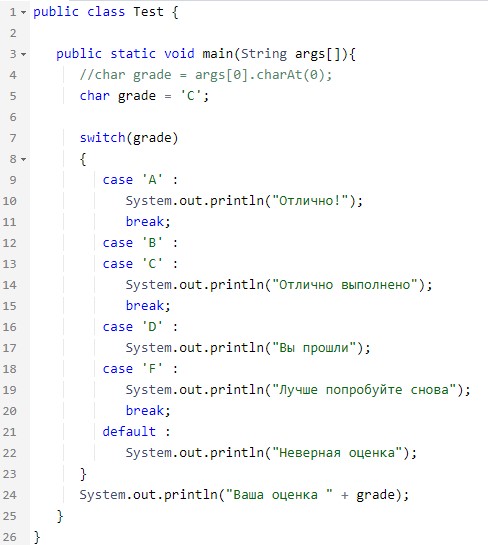 1 public class Test {
2
3 public static void main(String args[]){
4 //char grade = args[0].charAt(0);
5 char grade = 'C';
6
7 switch(grade)
8 {
9 case 'A' :
10 System.out.println("Отлично!");
11 break;
12 case 'B' :
13 case 'C' :
14 System.out.println("Отлично выполнено");
15 break;
16 case 'D' :
17 System.out.println("Вы прошли");
18 case 'F' :
19 System.out.println("Лучше попробуйте снова");
20 break;
21 default :
22 System.out.println("Неверная оценка");
23 }
24 System.out.println("Ваша оценка " + grade);
25 }
26 }